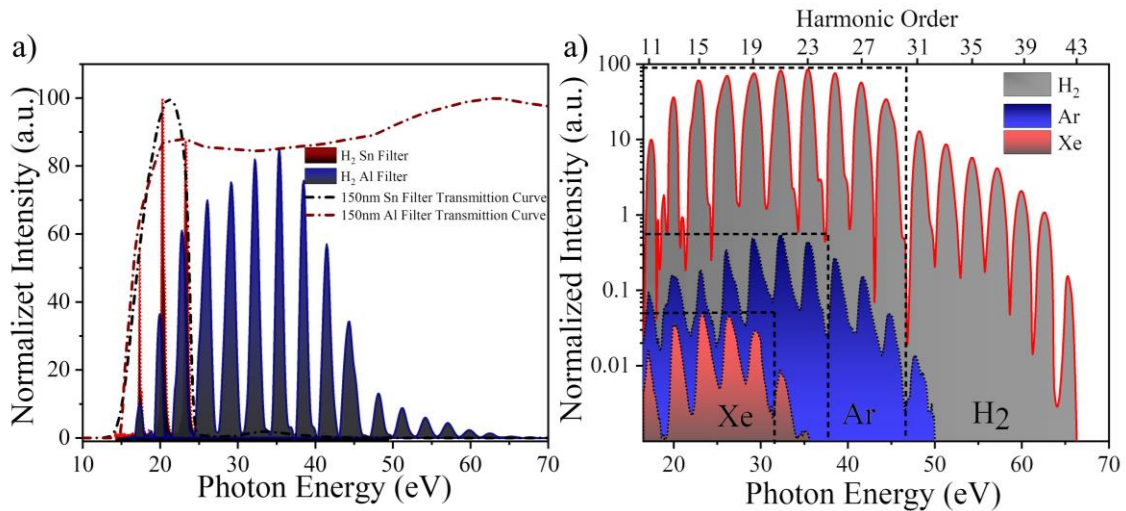 a)
Normalizet Intensity (a.u.)
120
100
80
60
40
20
0
H2 Sn Filter
H2 Al Filter
150nm Sn Filter Transmittion Curve
150nm Al Filter Transmittion Curve
10 20 30 40 50 60 70
Photon Energy (eV)
a)
Harmonic Order
11 15 19 23 27 31 35 39 43
Normalized Intensity (a.u.)
100
10
1
0.1
0.01
H2
Ar
Xe
Xe Ar H2
20 30 40 50 60 70
Photon Energy (eV)